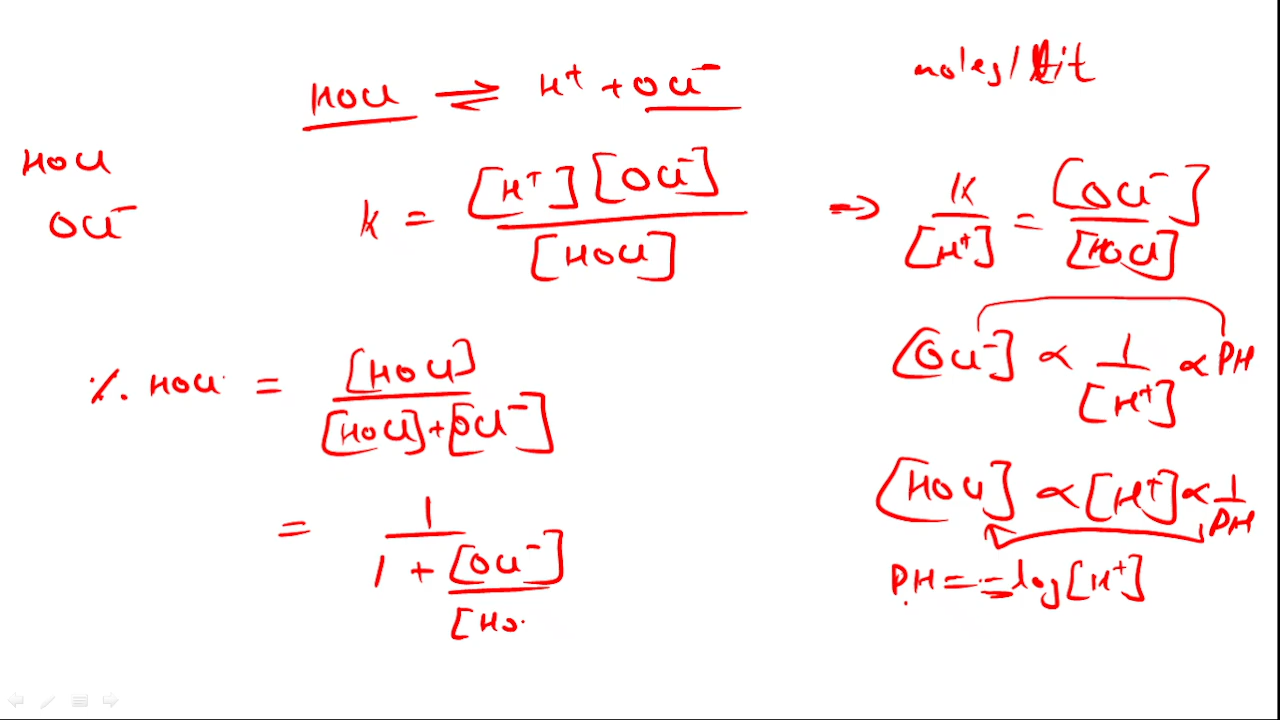 moles/lit
HOCl ⇌ H⁺ + OCl⁻
HOCl
OCl⁻
k = [H⁺] [OCl⁻] / [HOCl]
⇒ k / [H⁺] = [OCl⁻] / [HOCl]
[OCl⁻] ∝ 1 / [H⁺] ∝ PH
% HOCl = [HOCl] / [HOCl] + [OCl⁻]
[HOCl] ∝ [H⁺] ∝ 1 / PH
= 1 / 1 + [OCl⁻] / [Ho
PH = -log [H⁺]